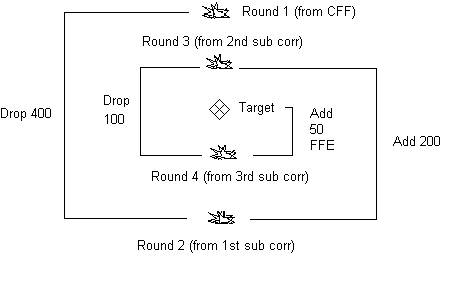 Round 1 (from CFF)
Round 3 (from 2nd sub corr)
Drop
100
Target
Drop 400
Add
50
FFE
Add 200
Round 4 (from 3rd sub corr)
Round 2 (from 1st sub corr)